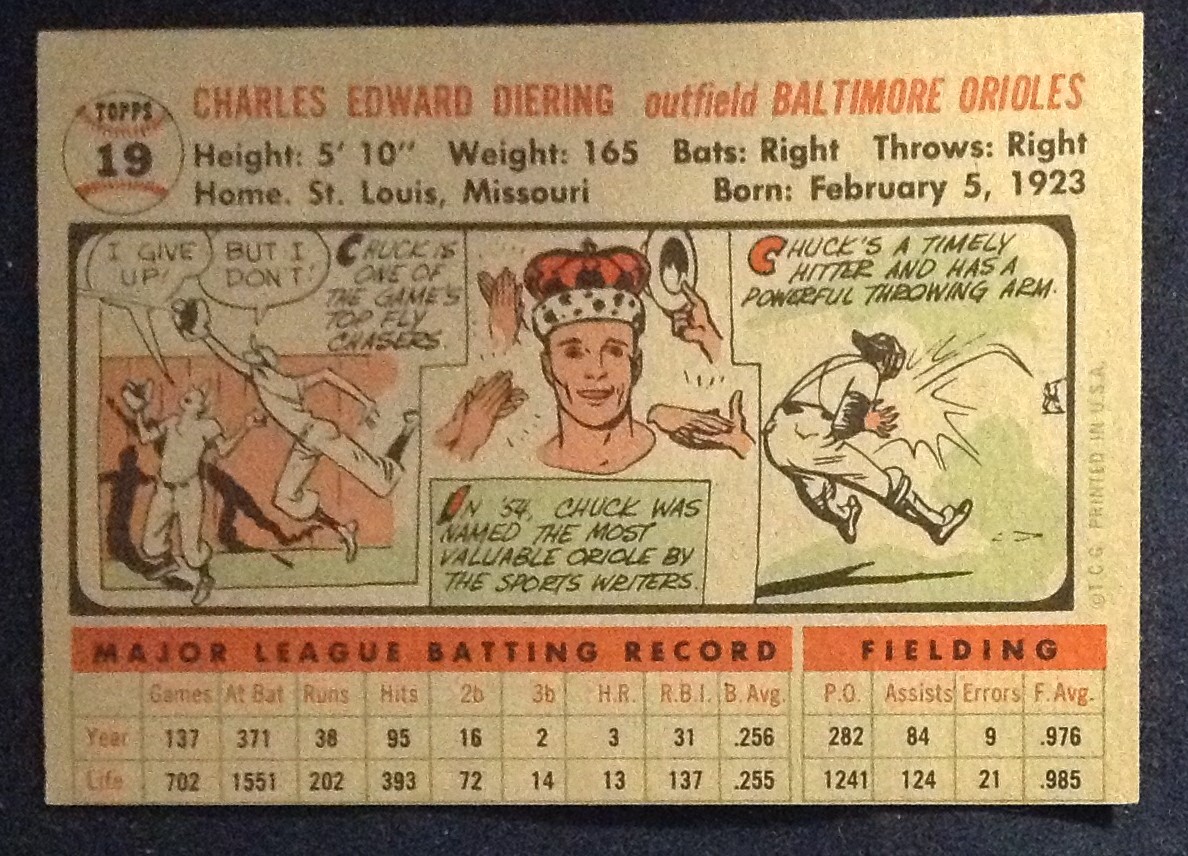 TOPPS
19
CHARLES EDWARD DIERING outfield BALTIMORE ORIOLES
Height: 5' 10" Weight: 165 Bats: Right Throws: Right
Home. St. Louis, Missouri Born: February 5, 1923
I GIVE
UP!
BUT I
DON'T!
CHUCK IS
ONE OF
THE GAME'S
TOP FLY
CHASERS.
IN '54, CHUCK WAS
NAMED THE MOST
VALUABLE ORIOLE BY
THE SPORTS WRITERS.
CHUCK'S A TIMELY
HITTER AND HAS A
POWERFUL THROWING ARM.
©T.C.G. PRINTED IN U.S.A.
MAJOR LEAGUE BATTING RECORD FIELDING
Games At Bat Runs Hits 2b 3b H.R. R.B.I. B. Avg. P.O. Assists Errors F. Avg.
Year 137 371 38 95 16 2 3 31 .256 282 84 9 .976
Life 702 1551 202 393 72 14 13 137 .255 1241 124 21 .985